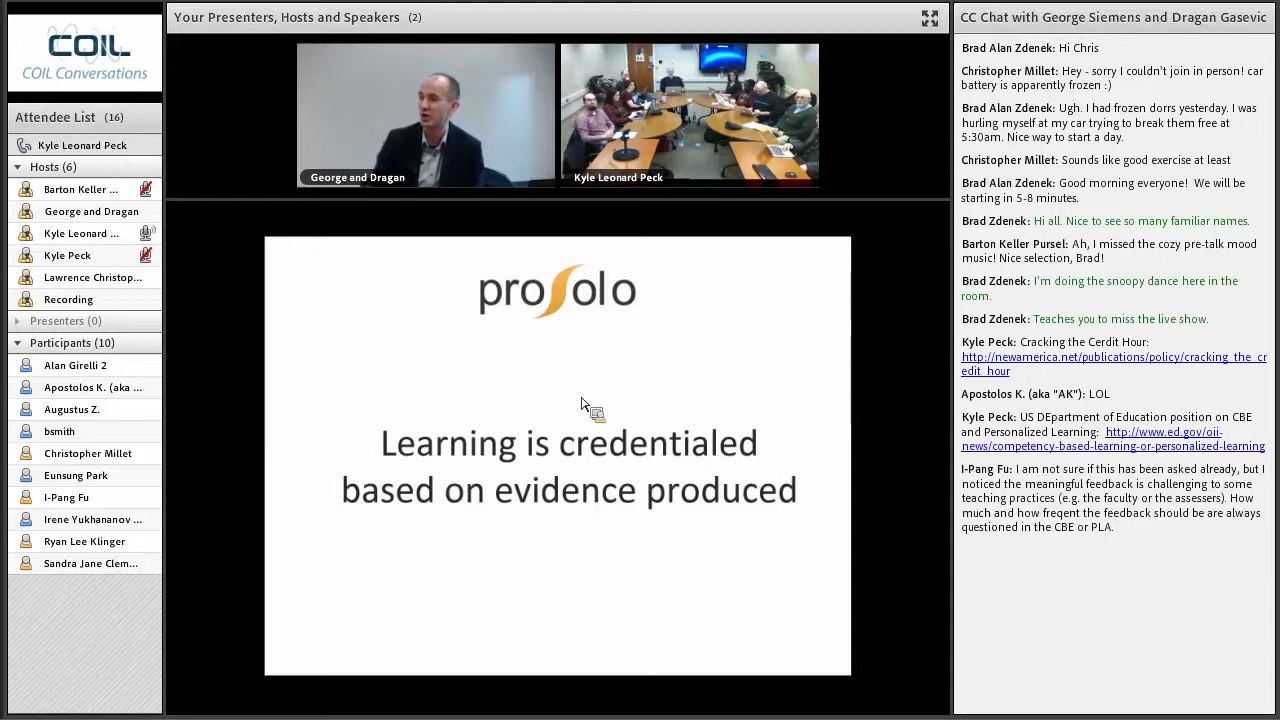 COIL
COIL Conversations
Attendee List (16)
Kyle Leonard Peck
Hosts (6)
Barton Keller ...
George and Dragan
Kyle Leonard ...
Kyle Peck
Lawrence Christop...
Recording
Presenters (0)
Participants (10)
Alan Girelli 2
Apostolos K. (aka ...
Augustus Z.
bsmith
Christopher Millet
Eunsung Park
I-Pang Fu
Irene Yukhananov ...
Ryan Lee Klinger
Sandra Jane Clem...
Your Presenters, Hosts and Speakers (2)
George and Dragan
Kyle Leonard Peck
proSolo
Learning is credentialed
based on evidence produced
CC Chat with George Siemens and Dragan Gasevic
Brad Alan Zdenek: Hi Chris
Christopher Millet: Hey - sorry I couldn't join in person! car
battery is apparently frozen :)
Brad Alan Zdenek: Ugh. I had frozen dorrs yesterday. I was
hurling myself at my car trying to break them free at
5:30am. Nice way to start a day.
Christopher Millet: Sounds like good exercise at least
Brad Alan Zdenek: Good morning everyone! We will be
starting in 5-8 minutes.
Brad Zdenek: Hi all. Nice to see so many familiar names.
Barton Keller Pursel: Ah, I missed the cozy pre-talk mood
music! Nice selection, Brad!
Brad Zdenek: I'm doing the snoopy dance here in the
room.
Brad Zdenek: Teaches you to miss the live show.
Kyle Peck: Cracking the Cerdit Hour:
http://newamerica.net/publications/policy/cracking_the_cr
edit_hour
Apostolos K. (aka "AK"): LOL
Kyle Peck: US DEpartment of Education position on CBE
and Personalized Learning: http://www.ed.gov/oii-
news/competency-based-learning-or-personalized-learning
I-Pang Fu: I am not sure if this has been asked already, but I
noticed the meaningful feedback is challenging to some
teaching practices (e.g. the faculty or the assessers). How
much and how freqent the feedback should be are always
questioned in the CBE or PLA.